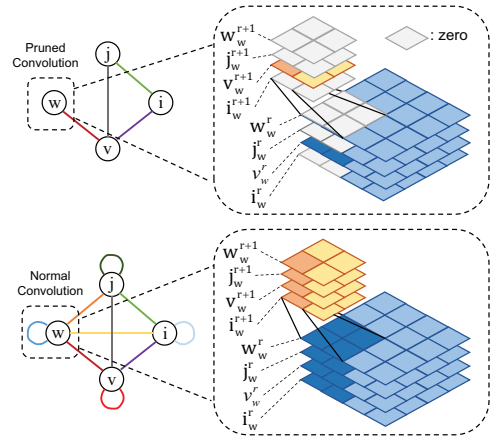 Pruned
Convolution
j
w
i
v
w_w^{r+1}
j_w^{r+1}
v_w^{r+1}
i_w^{r+1}
w_w^r
j_w^r
v_w^r
i_w^r
: zero
Normal
Convolution
j
w
i
v
w_w^{r+1}
j_w^{r+1}
v_w^{r+1}
i_w^{r+1}
w_w^r
j_w^r
v_w^r
i_w^r